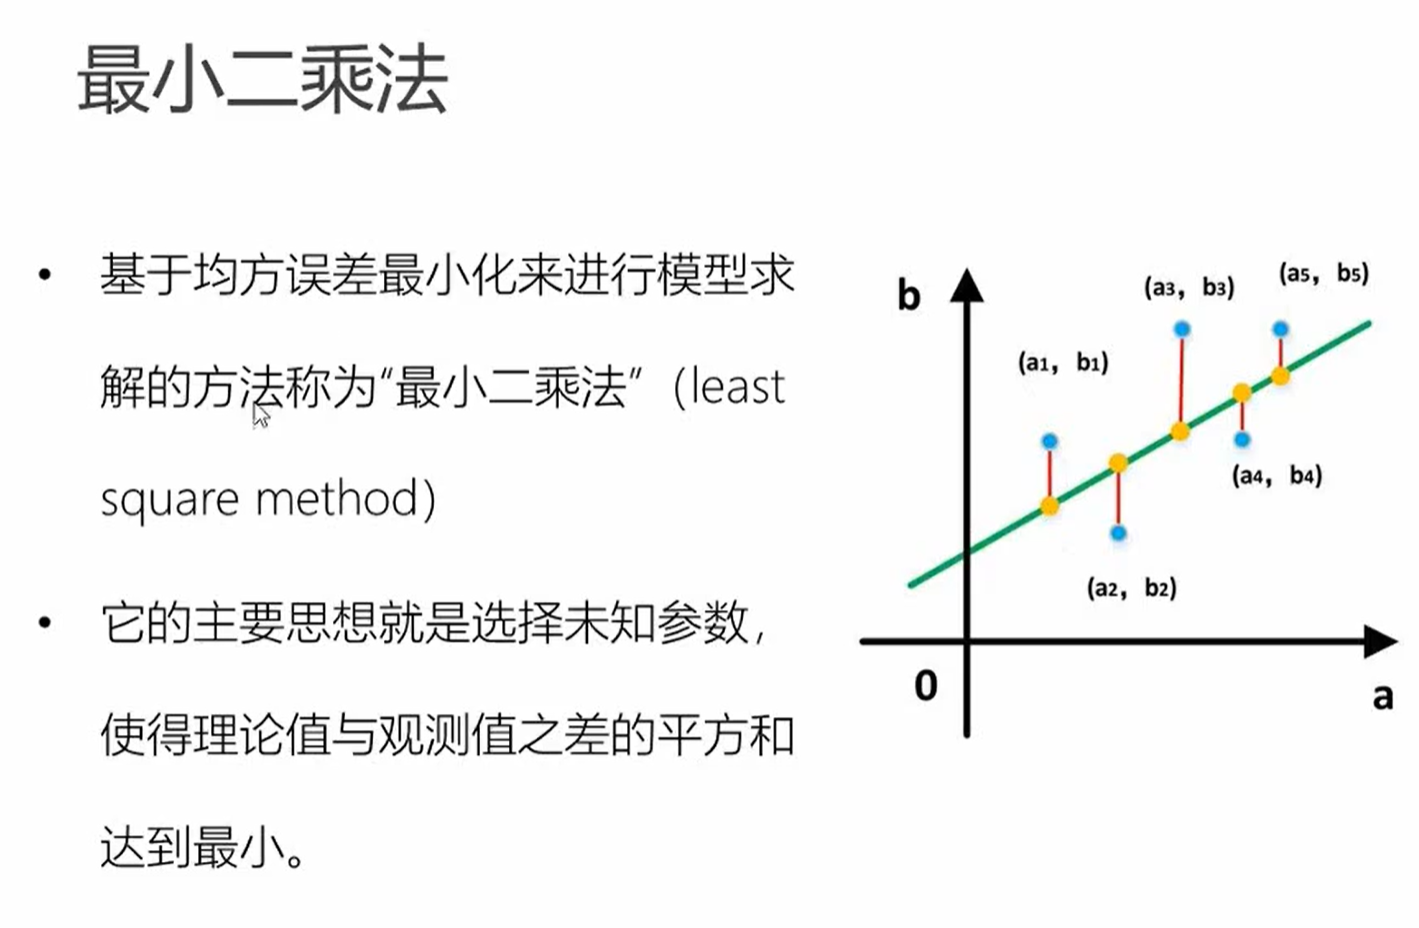 最小二乘法
• 基于均方误差最小化来进行模型求
解的方法称为“最小二乘法”（least
square method）
• 它的主要思想就是选择未知参数，
使得理论值与观测值之差的平方和
达到最小。
b
(a3, b3)
(a5, b5)
(a1, b1)
(a4, b4)
(a2, b2)
0
a